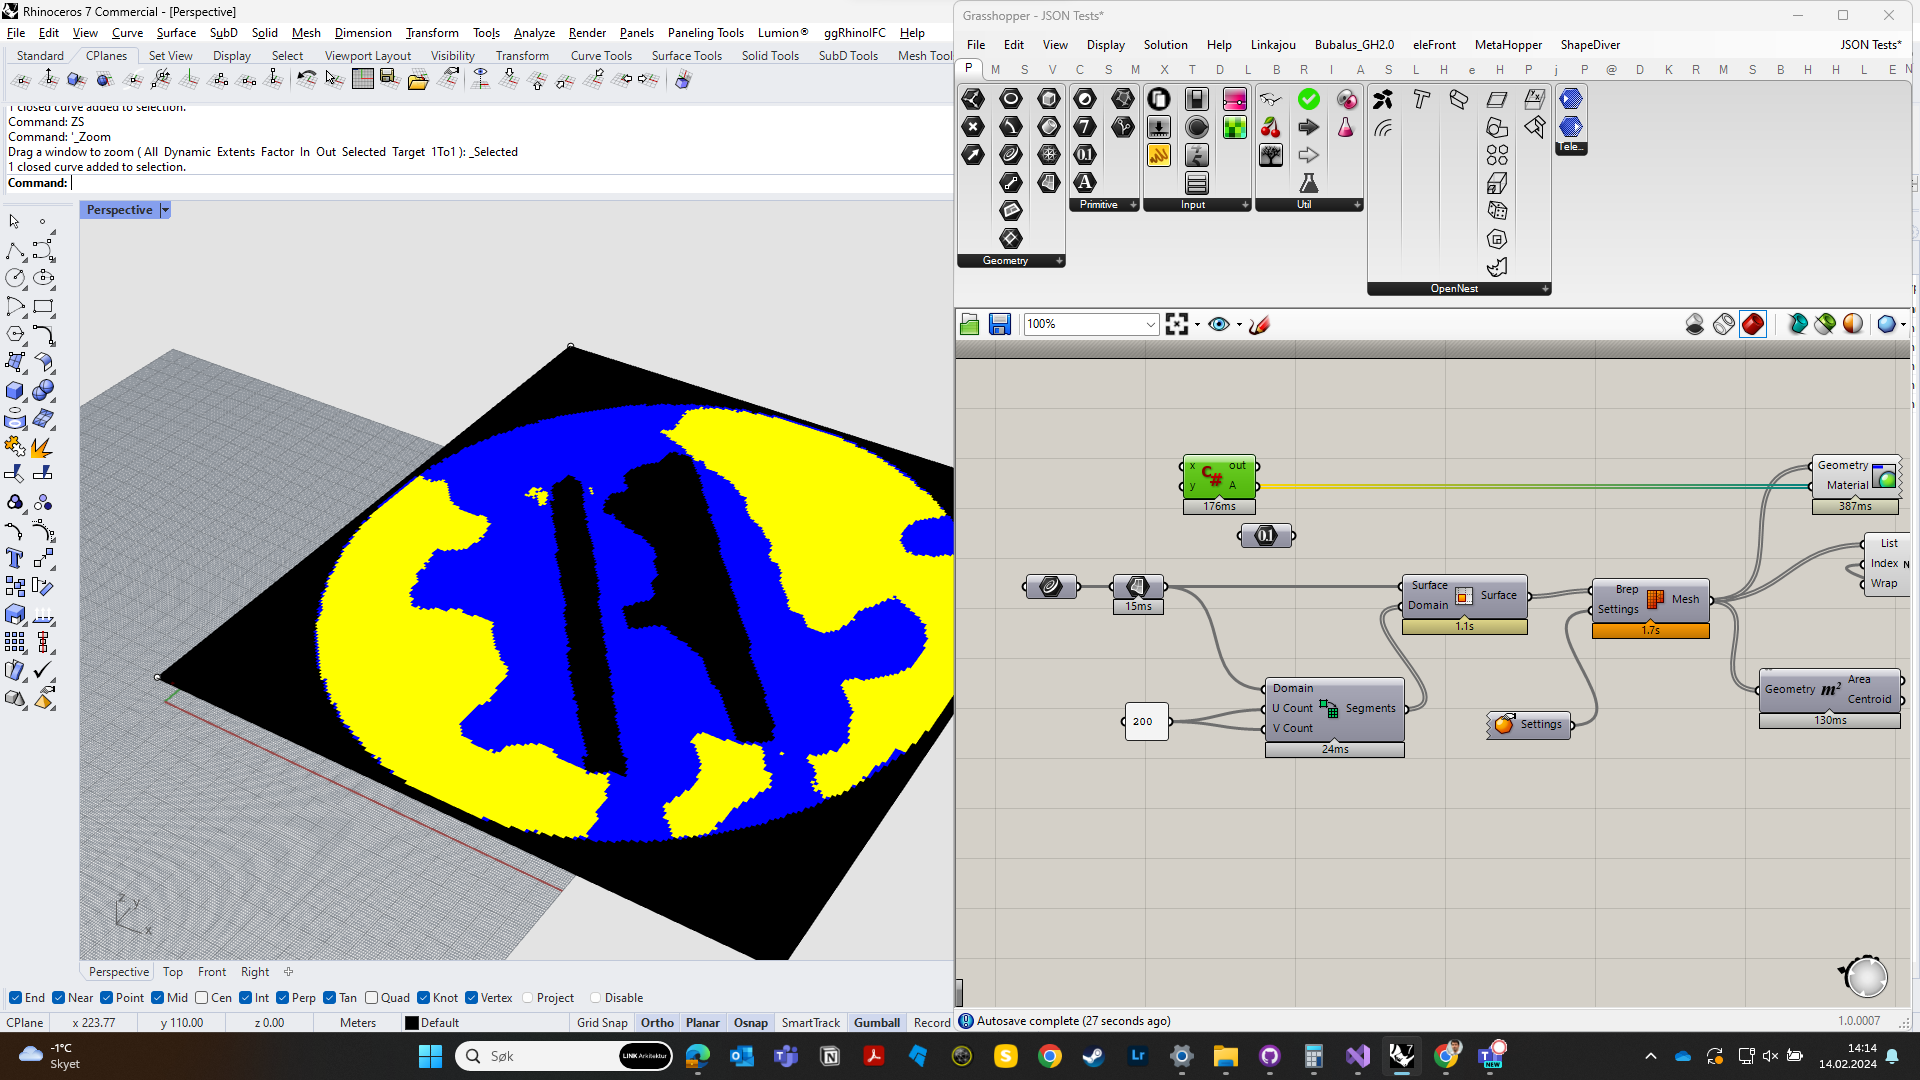 Rhinoceros 7 Commercial - [Perspective]
File Edit View Curve Surface SubD Solid Mesh Dimension Transform Tools Analyze Render Panels Paneling Tools Lumion® ggRhinoIFC Help
Standard CPlanes Set View Display Select Viewport Layout Visibility Transform Curve Tools Surface Tools Solid Tools SubD Tools Mesh Tool
1 closed curve added to selection.
Command: ZS
Command: '_Zoom
Drag a window to zoom ( All Dynamic Extents Factor In Out Selected Target 1To1 ): _Selected
1 closed curve added to selection.
Command:
Perspective
z
y
x
Perspective Top Front Right
End Near Point Mid Cen Int Perp Tan Quad Knot Vertex Project Disable
CPlane x 223.77 y 110.00 z 0.00 Meters Default Grid Snap Ortho Planar Osnap SmartTrack Gumball Record
Grasshopper - JSON Tests*
File Edit View Display Solution Help Linkajou Bubalus_GH2.0 eleFront MetaHopper ShapeDiver JSON Tests*
P M S V C S M X T D L B R I A S L H e H P j P @ D K R M S B H H L E N
Geometry
Primitive
Input
Util
OpenNest
Tele...
100%
x out
C#
y A
176ms
0.1
15ms
200
Domain
U Count Segments
V Count
24ms
Surface
Domain Surface
1.1s
Settings
Brep
Settings Mesh
1.7s
Geometry
Material
387ms
List
Index N
Wrap
Geometry m² Area
Centroid
130ms
Autosave complete (27 seconds ago)
1.0.0007
-1°C
Skyet
Søk
LINK Arkitektur
Lr
NEW
14:14
14.02.2024